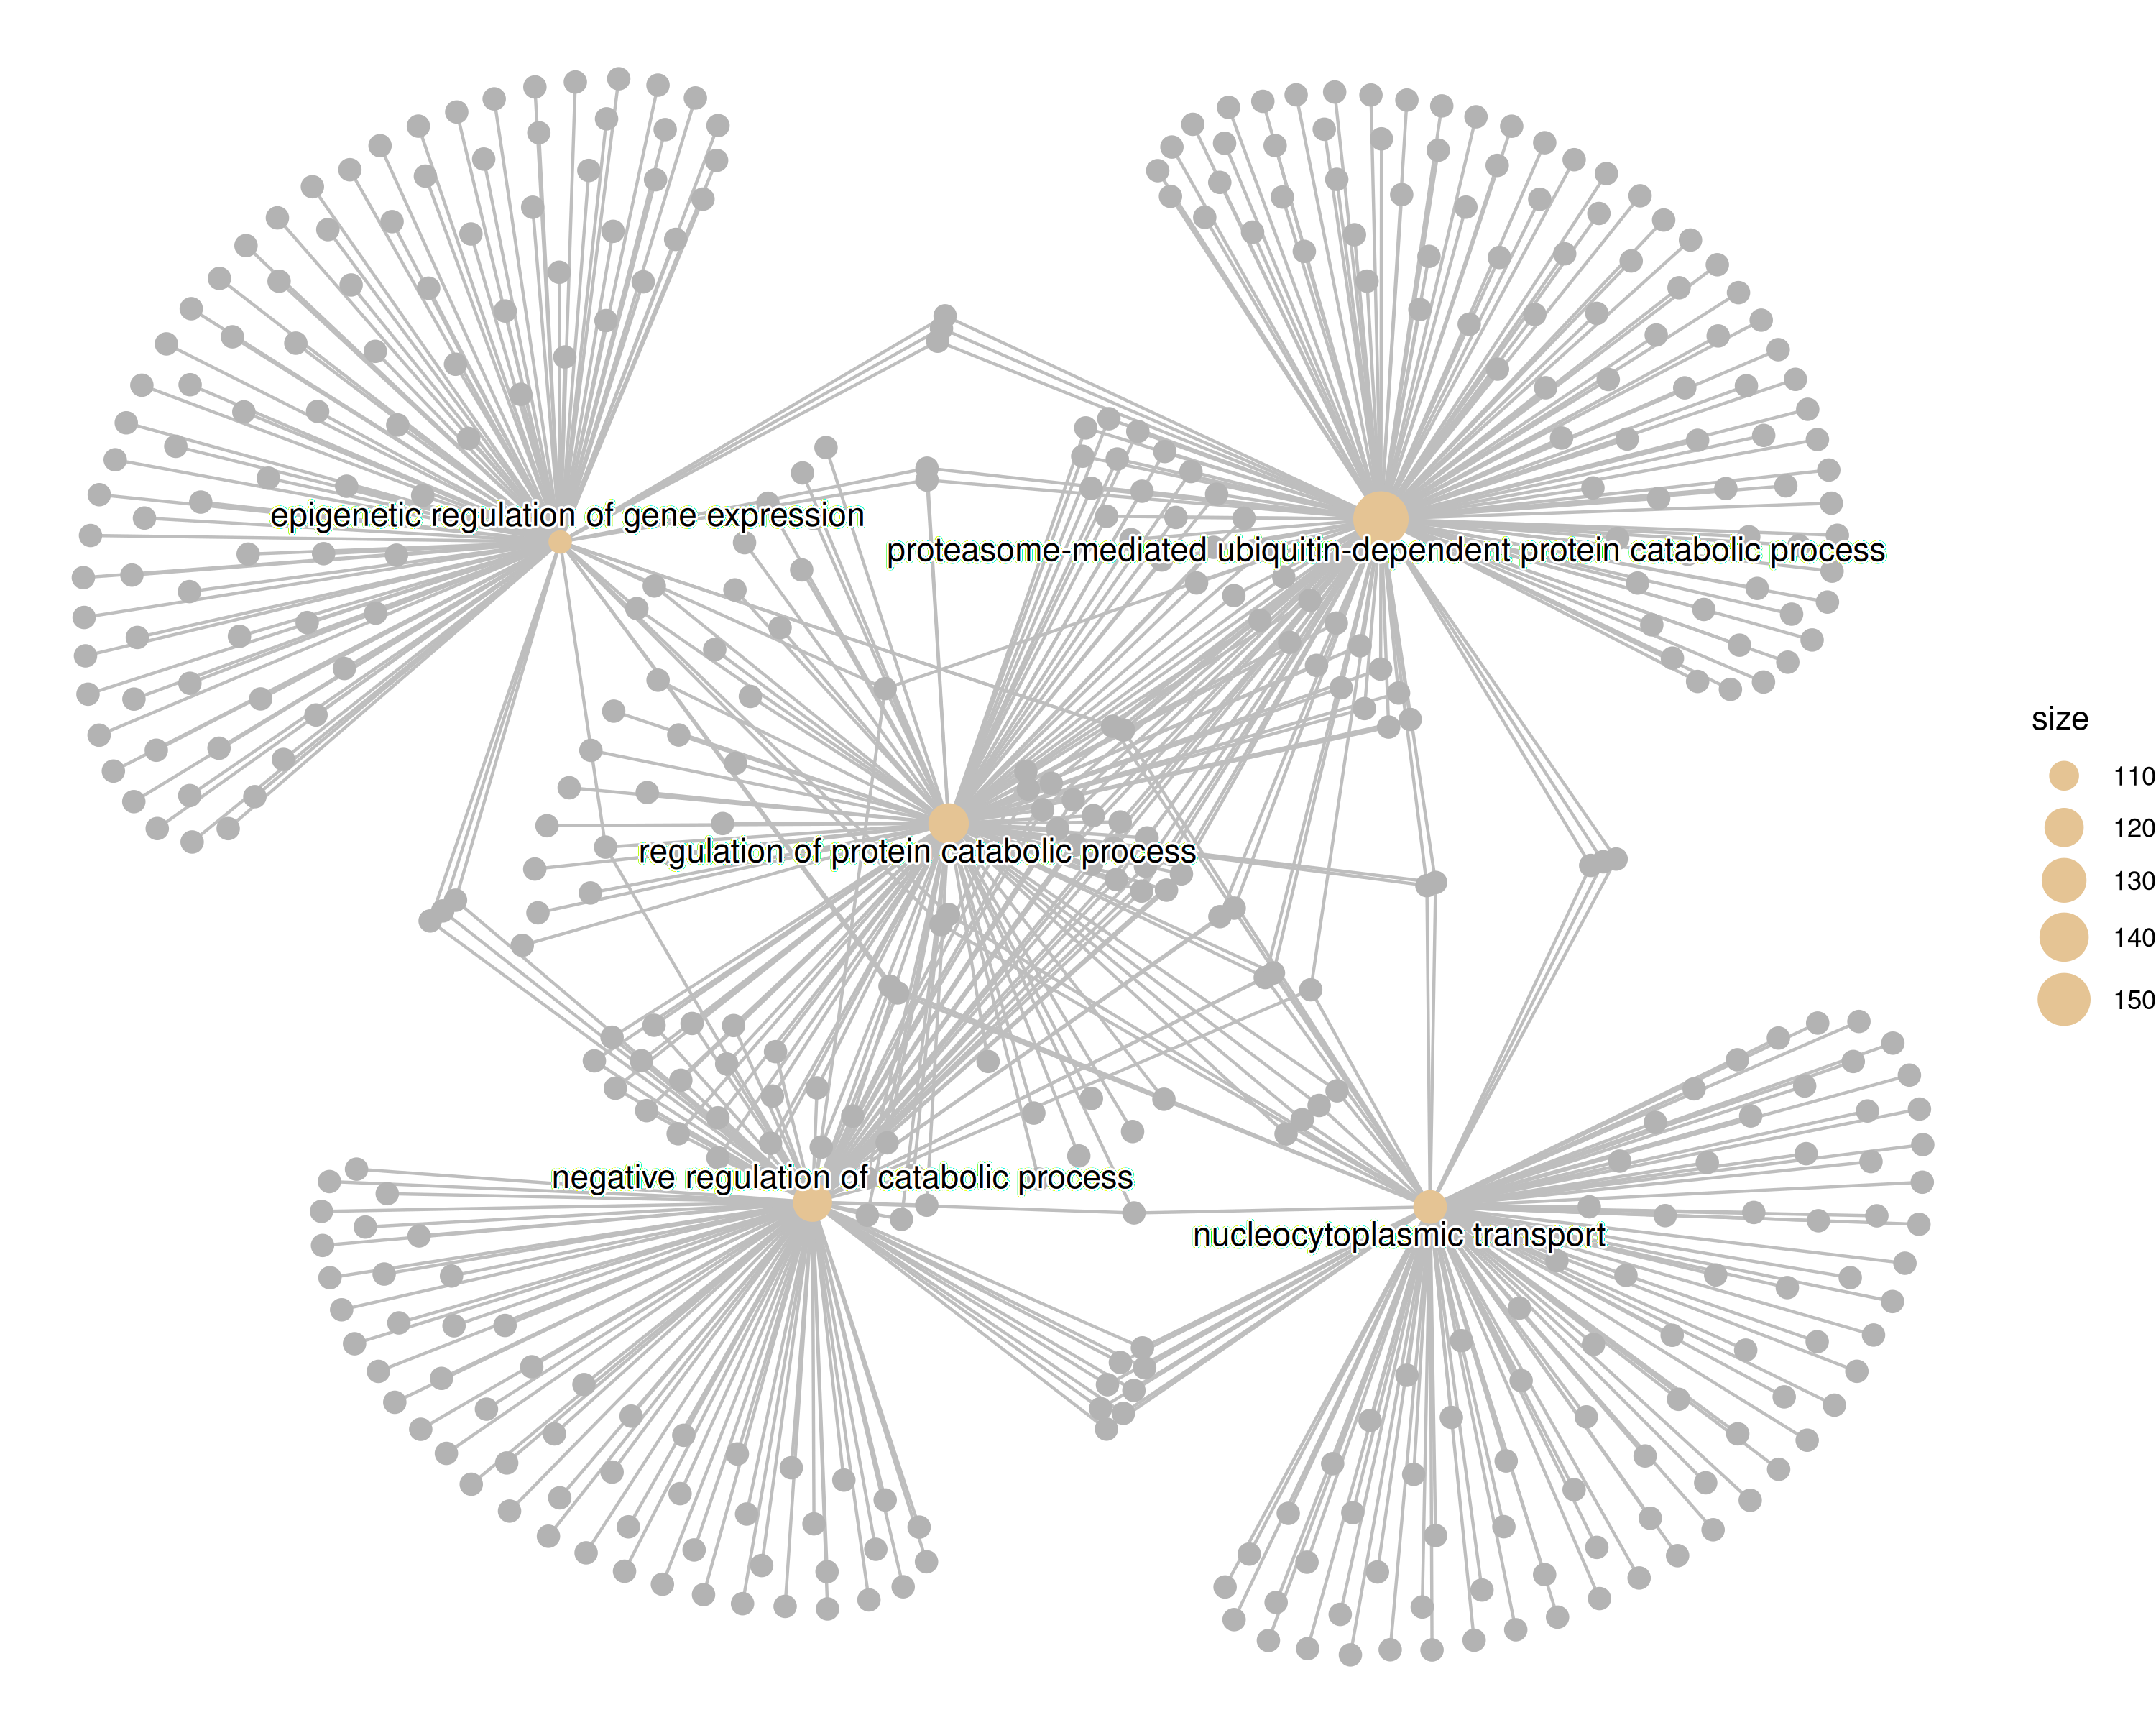 epigenetic regulation of gene expression
proteasome-mediated ubiquitin-dependent protein catabolic process
size
110
120
regulation of protein catabolic process
130
140
150
negative regulation of catabolic process
nucleocytoplasmic transport